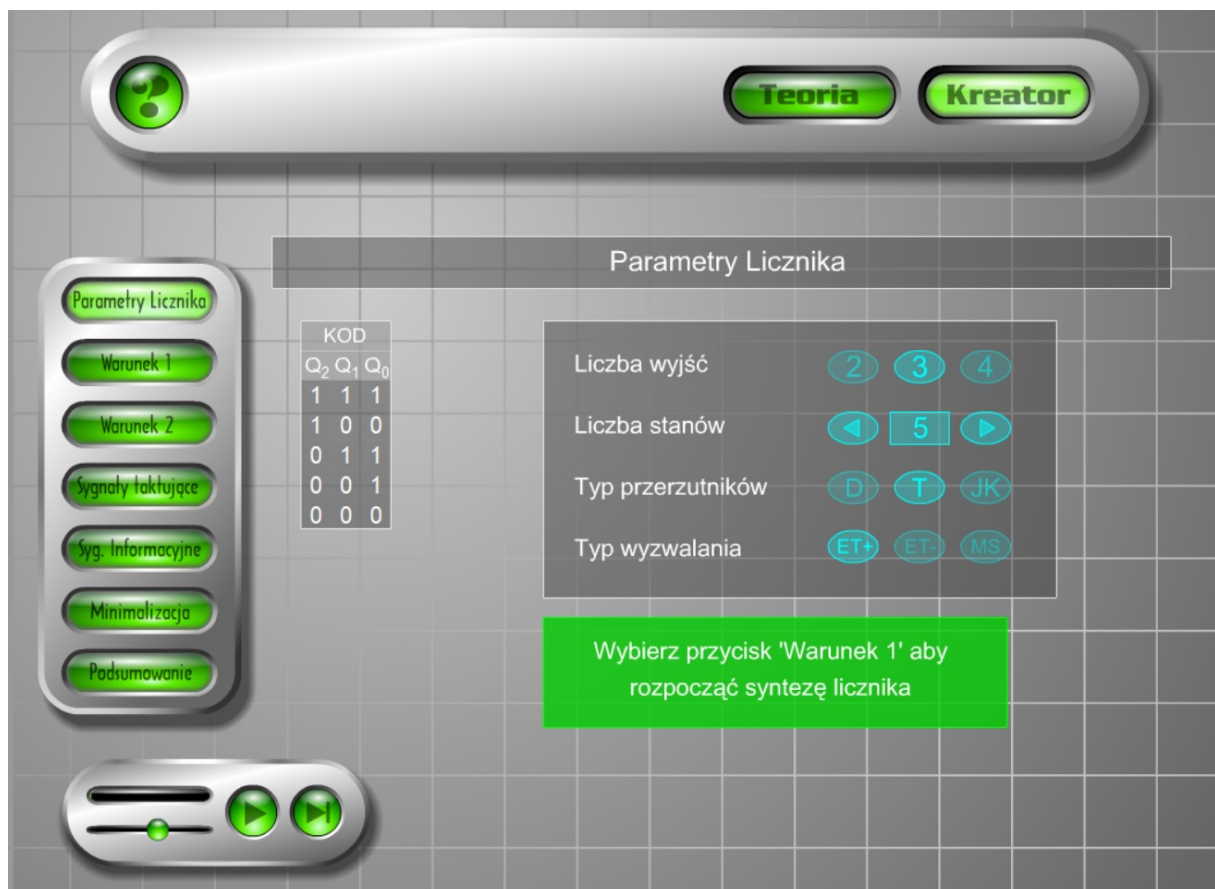 ?
Teoria Kreator
Parametry Licznika
Parametry Licznika
Warunek 1
Warunek 2
Sygnały taktujące
Syg. Informacyjne
Minimalizacja
Podsumowanie
KOD
Q2 Q1 Q0
1 1 1
1 0 0
0 1 1
0 0 1
0 0 0
Liczba wyjść 2 3 4
Liczba stanów 5
Typ przerzutników D T JK
Typ wyzwalania ET+ ET- MS
Wybierz przycisk 'Warunek 1' aby
rozpocząć syntezę licznika